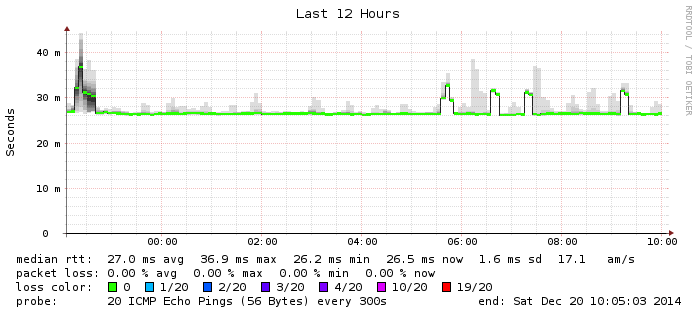 Last 12 Hours
RRDTOOL / TOBI OETIKER
Seconds
40 m
30 m
20 m
10 m
0
00:00 02:00 04:00 06:00 08:00 10:00
median rtt: 27.0 ms avg 36.9 ms max 26.2 ms min 26.5 ms now 1.6 ms sd 17.1 am/s
packet loss: 0.00 % avg 0.00 % max 0.00 % min 0.00 % now
loss color: 0 1/20 2/20 3/20 4/20 10/20 19/20
probe: 20 ICMP Echo Pings (56 Bytes) every 300s end: Sat Dec 20 10:05:03 2014